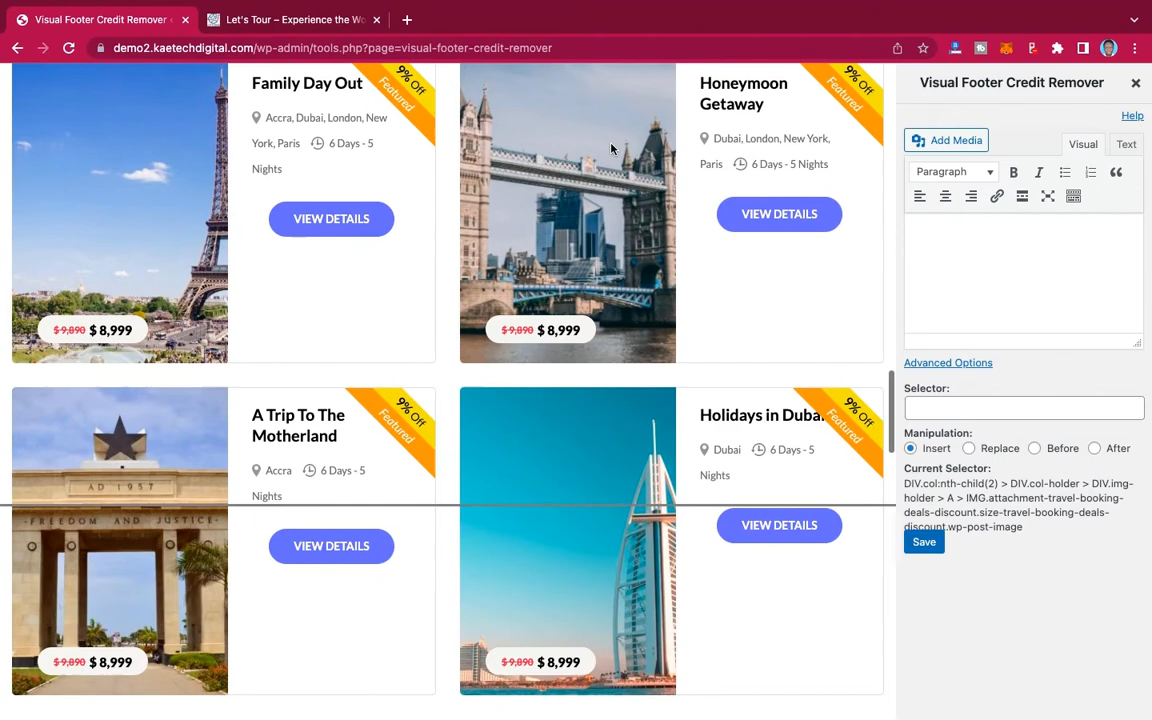 Visual Footer Credit Remover
Let's Tour – Experience the Wo
demo2.kaetechdigital.com/wp-admin/tools.php?page=visual-footer-credit-remover
Family Day Out
9% Off
Featured
Accra, Dubai, London, New
York, Paris 6 Days - 5
Nights
VIEW DETAILS
$ 9,890 $ 8,999
Honeymoon
Getaway
9% Off
Featured
Dubai, London, New York,
Paris 6 Days - 5 Nights
VIEW DETAILS
$ 9,890 $ 8,999
A Trip To The
Motherland
9% Off
Featured
Accra 6 Days - 5
Nights
VIEW DETAILS
AD 1957
FREEDOM AND JUSTICE
$ 9,890 $ 8,999
Holidays in Dubai
9% Off
Featured
Dubai 6 Days - 5
Nights
VIEW DETAILS
$ 9,890 $ 8,999
Visual Footer Credit Remover
Help
Add Media
Visual Text
Paragraph
Advanced Options
Selector:
Manipulation:
Insert Replace Before After
Current Selector:
DIV.col:nth-child(2) > DIV.col-holder > DIV.img-
holder > A > IMG.attachment-travel-booking-
deals-discount.size-travel-booking-deals-
discount.wp-post-image
Save